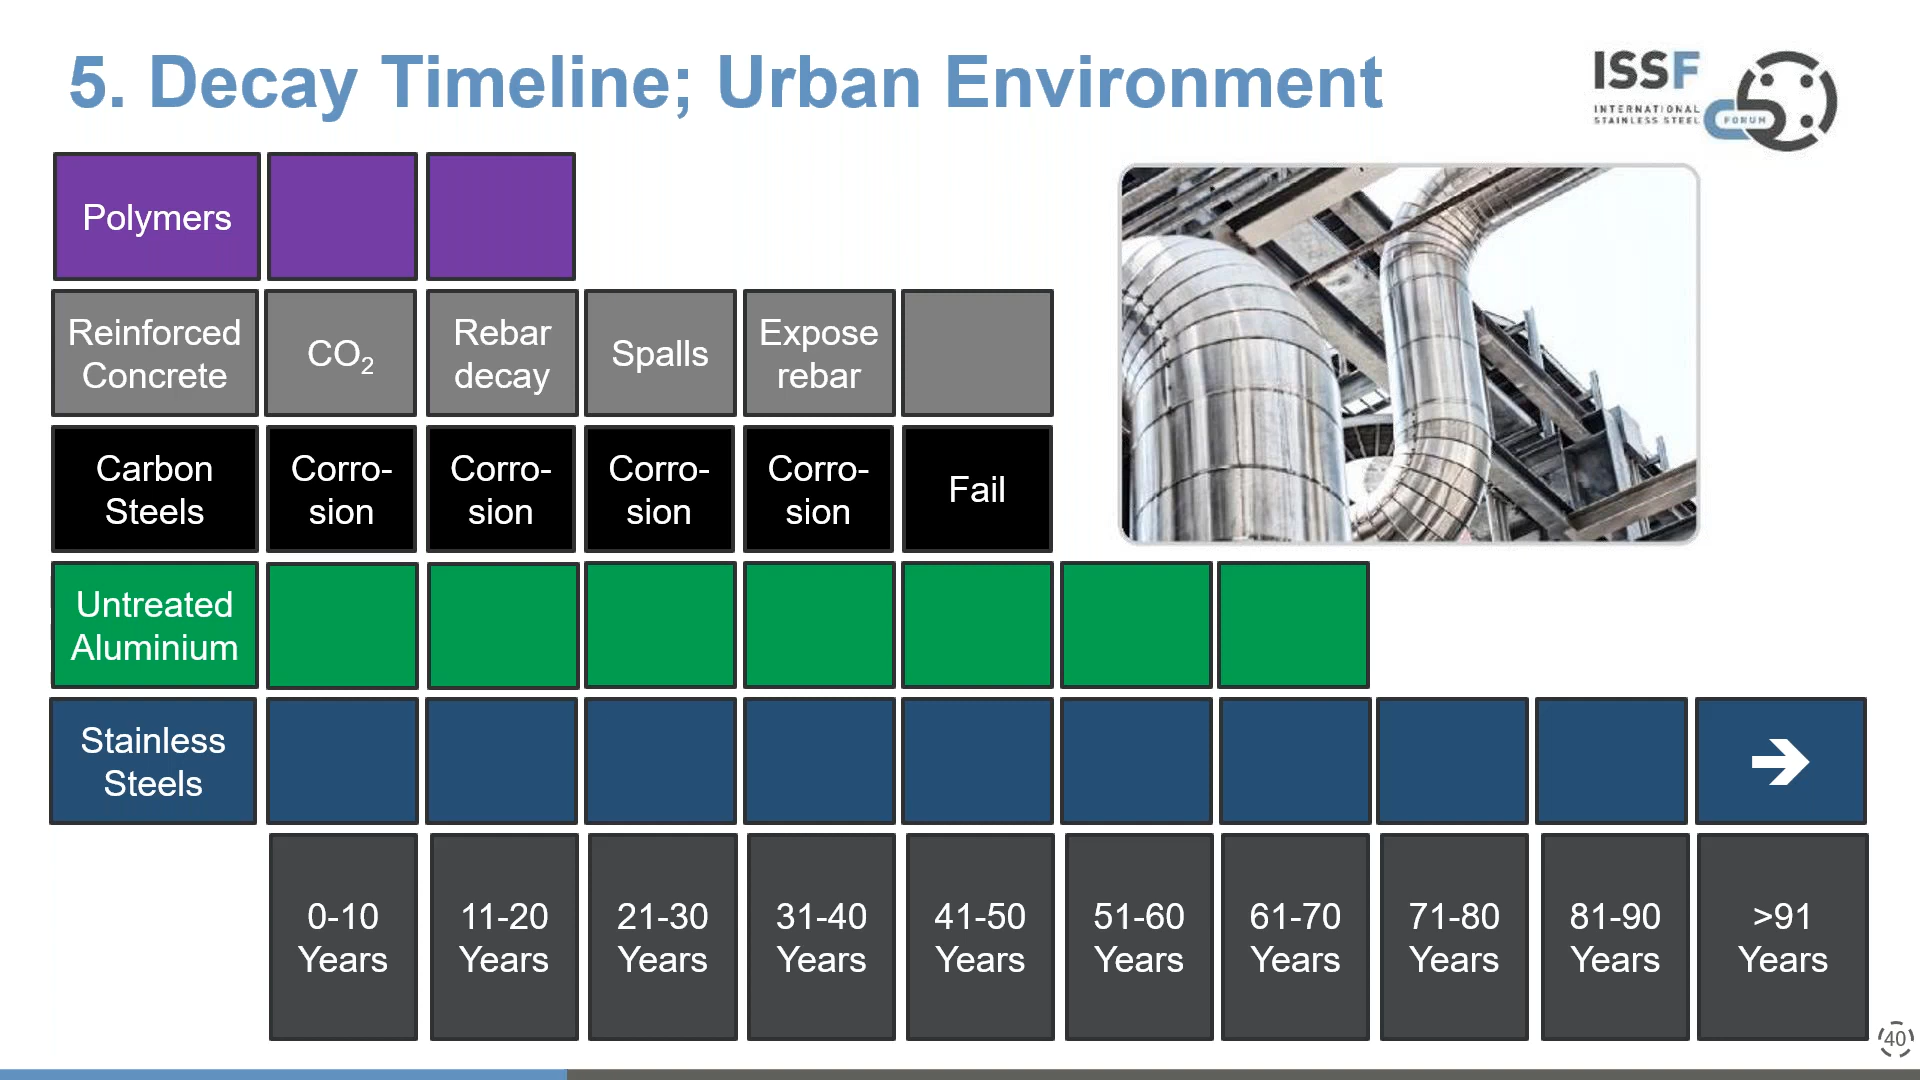 5. Decay Timeline; Urban Environment
ISSF
INTERNATIONAL
STAINLESS STEEL
FORUM
Polymers
Reinforced
Concrete
CO₂
Rebar
decay
Spalls
Expose
rebar
Carbon
Steels
Corro-
sion
Corro-
sion
Corro-
sion
Corro-
sion
Fail
Untreated
Aluminium
Stainless
Steels
0-10
Years
11-20
Years
21-30
Years
31-40
Years
41-50
Years
51-60
Years
61-70
Years
71-80
Years
81-90
Years
>91
Years
40